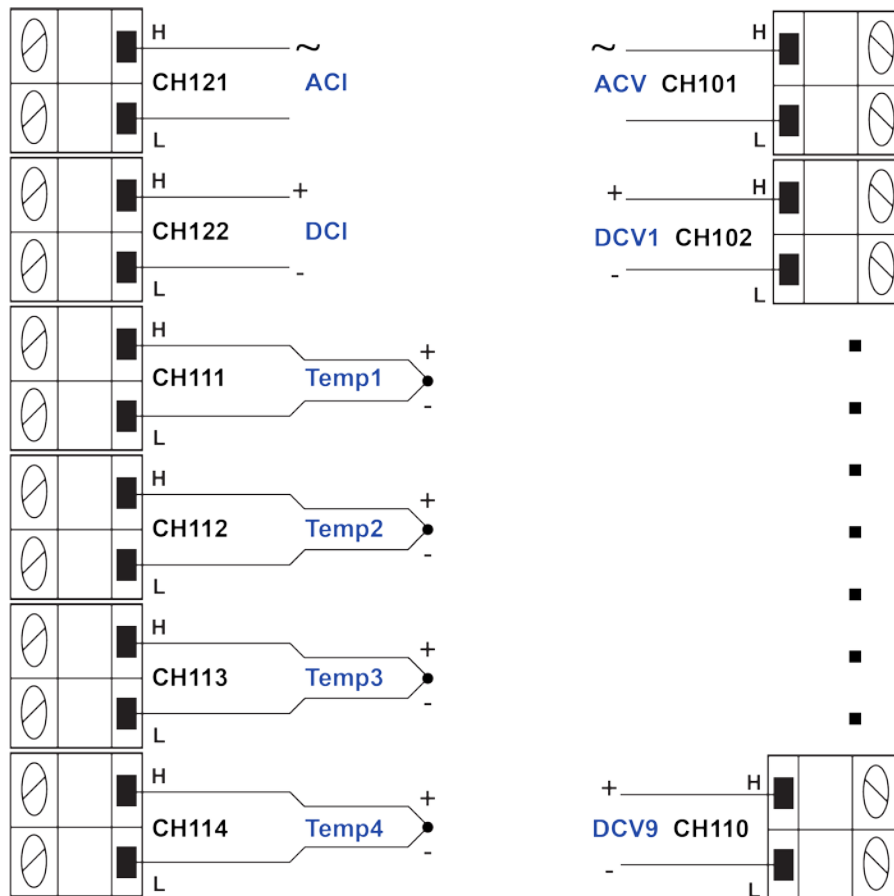 H
~
CH121 ACI
L
H
+
CH122 DCI
-
L
H
+
CH111 Temp1
-
L
H
+
CH112 Temp2
-
L
H
+
CH113 Temp3
-
L
H
+
CH114 Temp4
-
L
~
H
ACV CH101
L
+
H
DCV1 CH102
-
L
+
H
DCV9 CH110
-
L